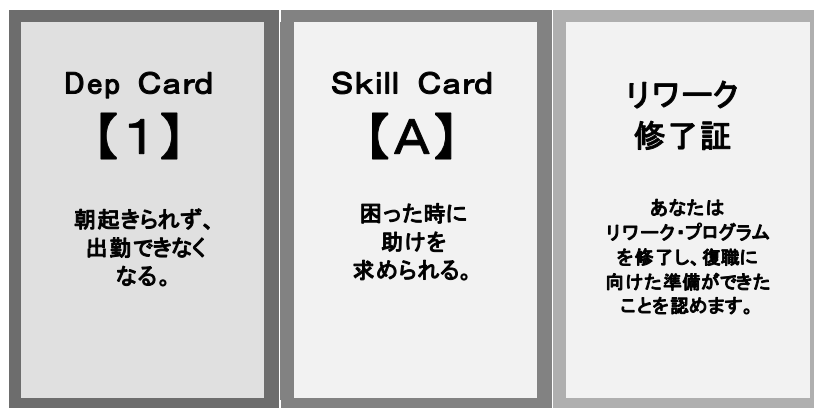 Dep Card
【1】
朝起きられず、
出勤できなく
なる。
Skill Card
【A】
困った時に
助けを
求められる。
リワーク
修了証
あなたは
リワーク・プログラム
を修了し、復職に
向けた準備ができた
ことを認めます。